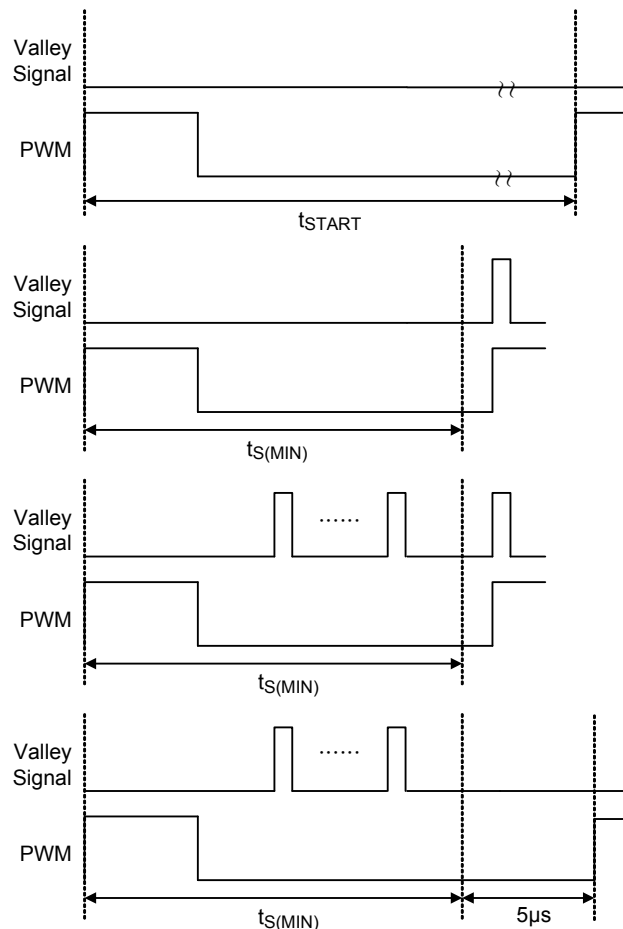 Valley
Signal
PWM
tSTART
Valley
Signal
PWM
tS(MIN)
Valley
Signal
......
PWM
tS(MIN)
Valley
Signal
......
PWM
tS(MIN)
5µs